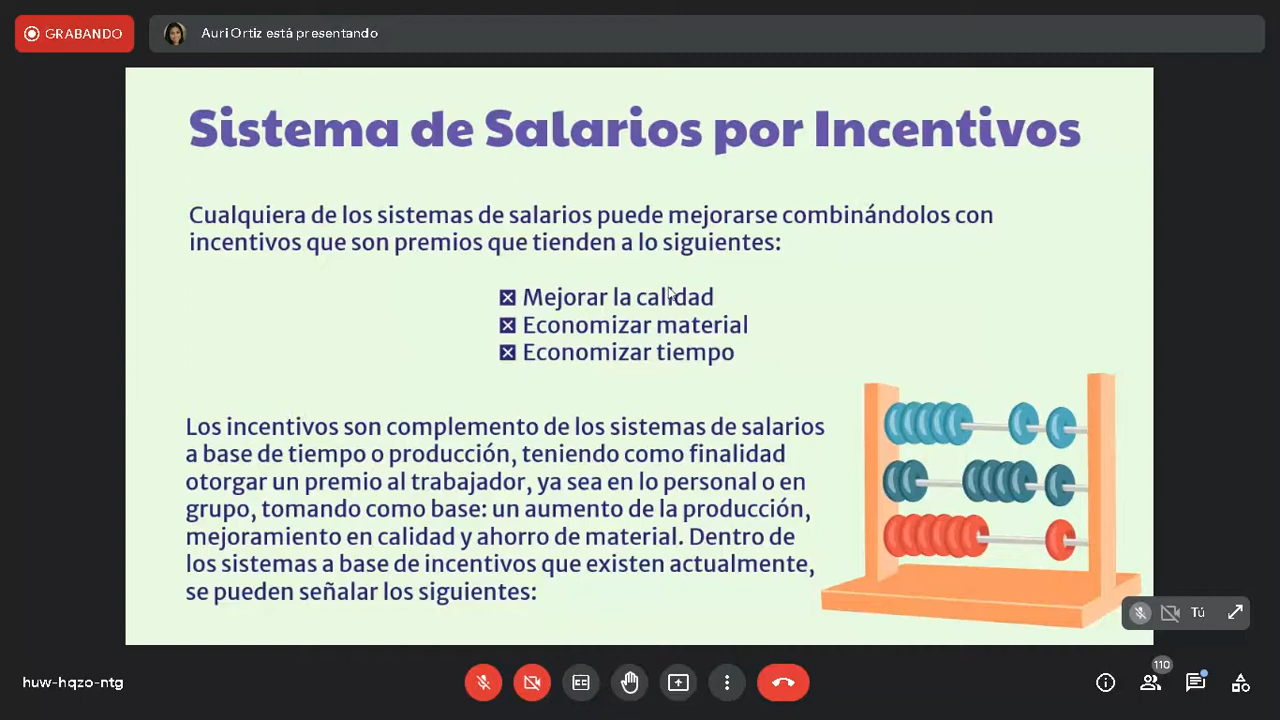 GRABANDO
Auri Ortiz está presentando
Sistema de Salarios por Incentivos
Cualquiera de los sistemas de salarios puede mejorarse combinándolos con
incentivos que son premios que tienden a lo siguientes:
Mejorar la calidad
Economizar material
Economizar tiempo
Los incentivos son complemento de los sistemas de salarios
a base de tiempo o producción, teniendo como finalidad
otorgar un premio al trabajador, ya sea en lo personal o en
grupo, tomando como base: un aumento de la producción,
mejoramiento en calidad y ahorro de material. Dentro de
los sistemas a base de incentivos que existen actualmente,
se pueden señalar los siguientes:
Tú
huw-hqzo-ntg
110